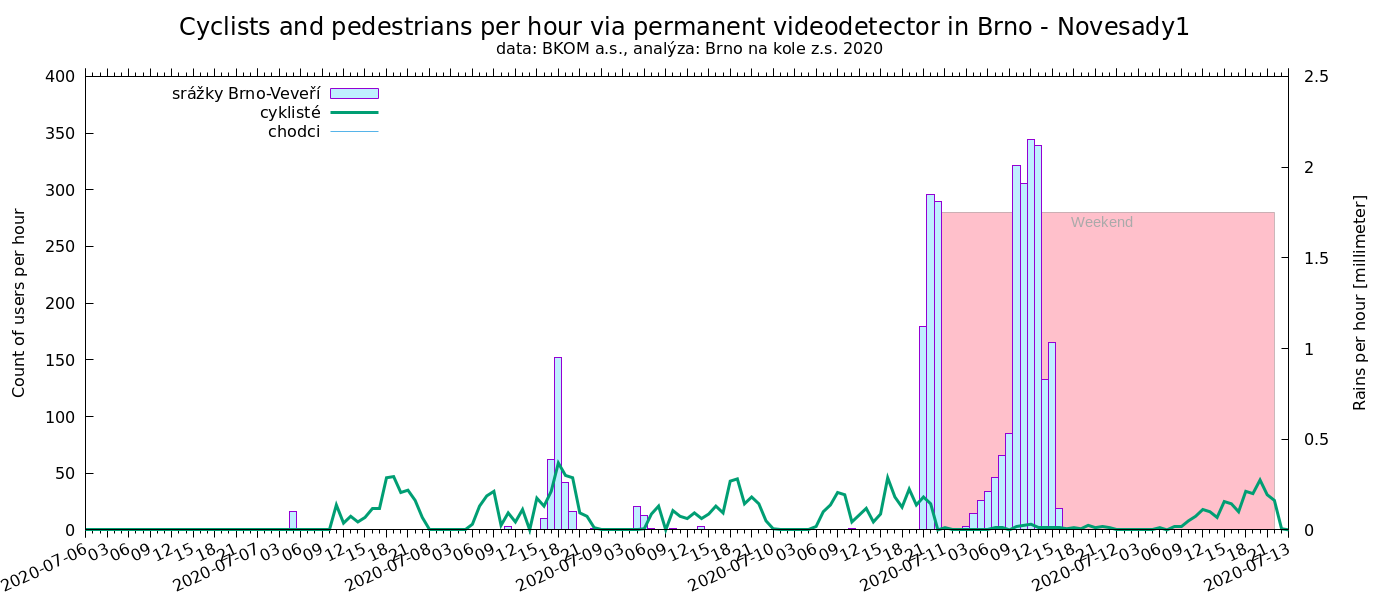 Cyclists and pedestrians per hour via permanent videodetector in Brno - Novesady1
data: BKOM a.s., analýza: Brno na kole z.s. 2020
srážky Brno-Veveří
cyklisté
chodci
Weekend
Count of users per hour
400
350
300
250
200
150
100
50
0
Rains per hour [millimeter]
2.5
2
1.5
1
0.5
0
2020-07-06 03 06 09 12 15 18 21 2020-07-07 03 06 09 12 15 18 21 2020-07-08 03 06 09 12 15 18 21 2020-07-09 03 06 09 12 15 18 21 2020-07-10 03 06 09 12 15 18 21 2020-07-11 03 06 09 12 15 18 21 2020-07-12 03 06 09 12 15 18 21 2020-07-13